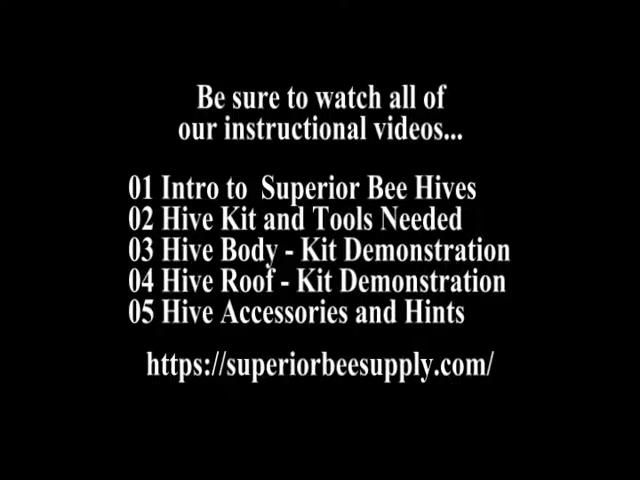 Be sure to watch all of
our instructional videos...
01 Intro to Superior Bee Hives
02 Hive Kit and Tools Needed
03 Hive Body - Kit Demonstration
04 Hive Roof - Kit Demonstration
05 Hive Accessories and Hints
https://superiorbeesupply.com/